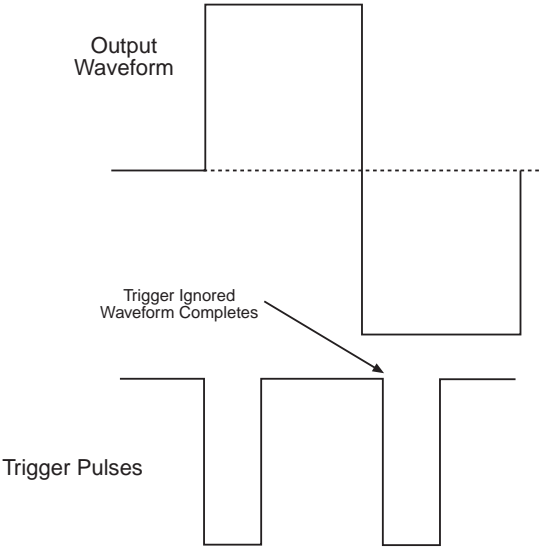 Output
Waveform
Trigger Ignored
Waveform Completes
Trigger Pulses